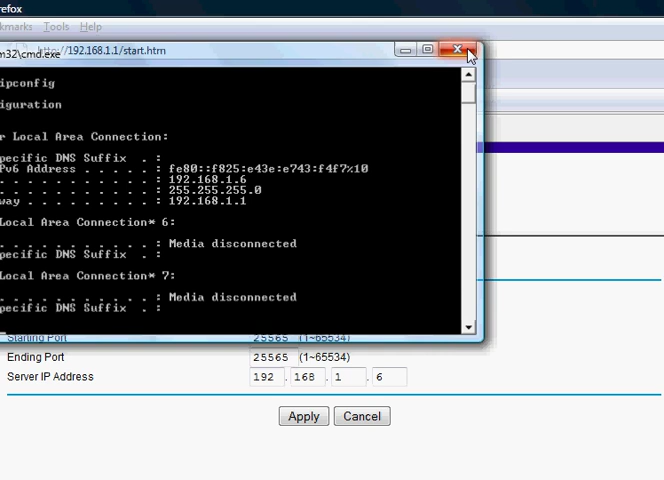 refox
kmarks Tools Help
m32\cmd.exe
http://192.168.1.1/start.htm
ipconfig
iguration
r Local Area Connection:
pecific DNS Suffix . :
Pv6 Address . . . . . : fe80::f825:e43e:e743:f4f7%10
. . . . . . . . . . . : 192.168.1.6
. . . . . . . . . . . : 255.255.255.0
way . . . . . . . . . : 192.168.1.1
Local Area Connection* 6:
. . . . . . . . . . . : Media disconnected
pecific DNS Suffix . :
Local Area Connection* 7:
. . . . . . . . . . . : Media disconnected
pecific DNS Suffix . :
Starting Port 25565 (1~65534)
Ending Port 25565 (1~65534)
Server IP Address 192 . 168 . 1 . 6
Apply Cancel